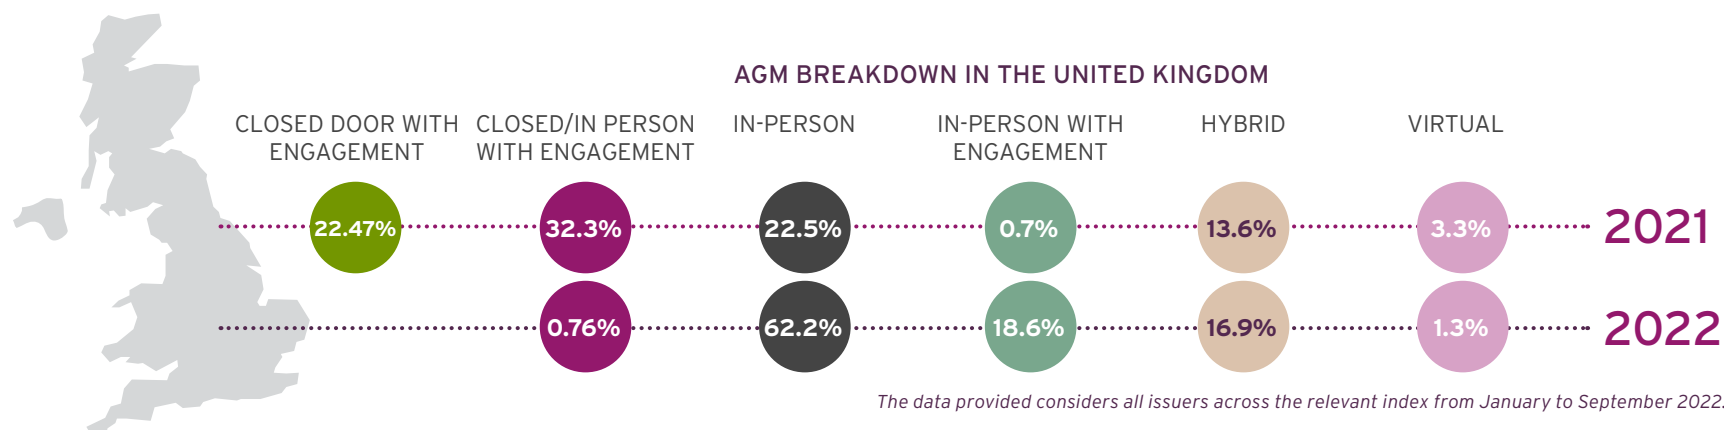 AGM BREAKDOWN IN THE UNITED KINGDOM
CLOSED DOOR WITH
ENGAGEMENT
CLOSED/IN PERSON
WITH ENGAGEMENT
IN-PERSON
IN-PERSON WITH
ENGAGEMENT
HYBRID
VIRTUAL
22.47% 32.3% 22.5% 0.7% 13.6% 3.3% 2021
0.76% 62.2% 18.6% 16.9% 1.3% 2022
The data provided considers all issuers across the relevant index from January to September 2022.